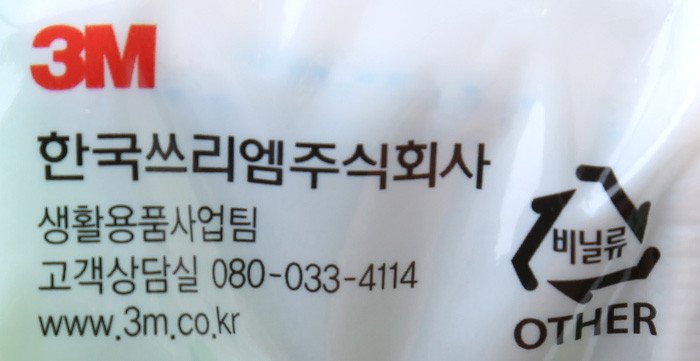 3M
한국쓰리엠주식회사
생활용품사업팀
고객상담실 080-033-4114
www.3m.co.kr
비닐류
OTHER